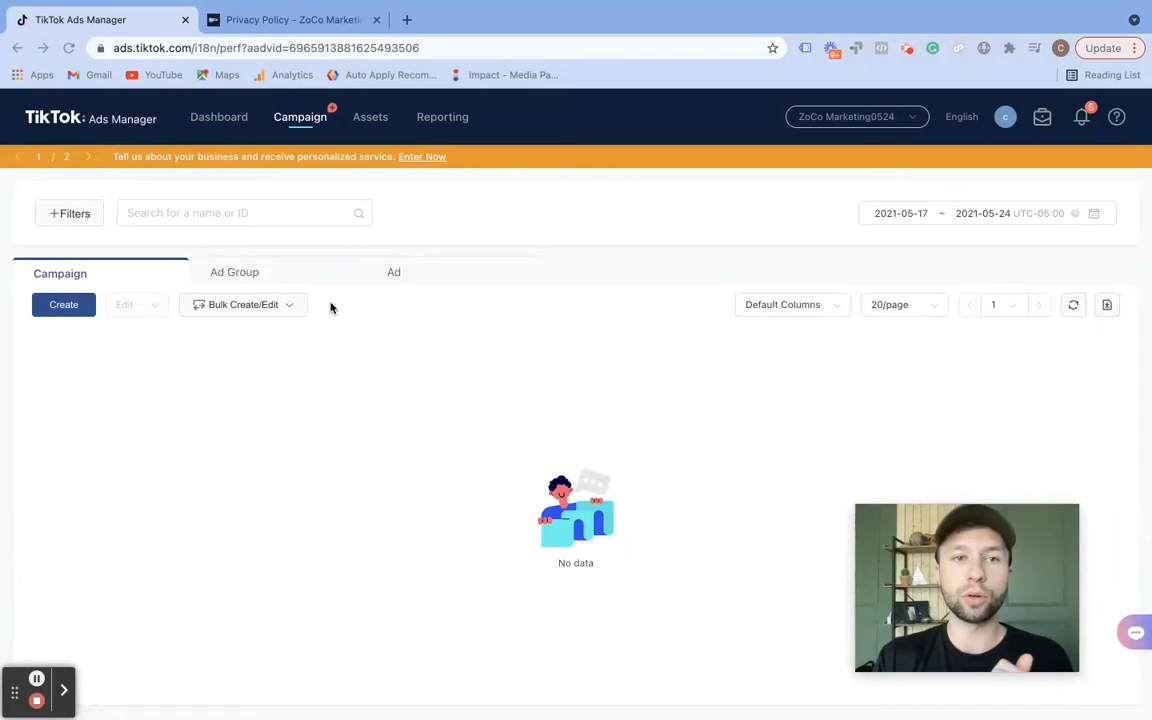 TikTok Ads Manager
Privacy Policy – ZoCo Marketin
ads.tiktok.com/i18n/perf?aadvid=6965913881625493506
9+
C
Update
Apps
Gmail
YouTube
Maps
Analytics
Auto Apply Recom...
Impact - Media Pa...
Reading List
TikTok: Ads Manager
Dashboard
Campaign
Assets
Reporting
ZoCo Marketing0524
English
c
5
1 / 2
Tell us about your business and receive personalized service. Enter Now
+Filters
Search for a name or ID
2021-05-17 ~ 2021-05-24 UTC-05:00
Campaign
Ad Group
Ad
Create
Edit
Bulk Create/Edit
Default Columns
20/page
1
No data